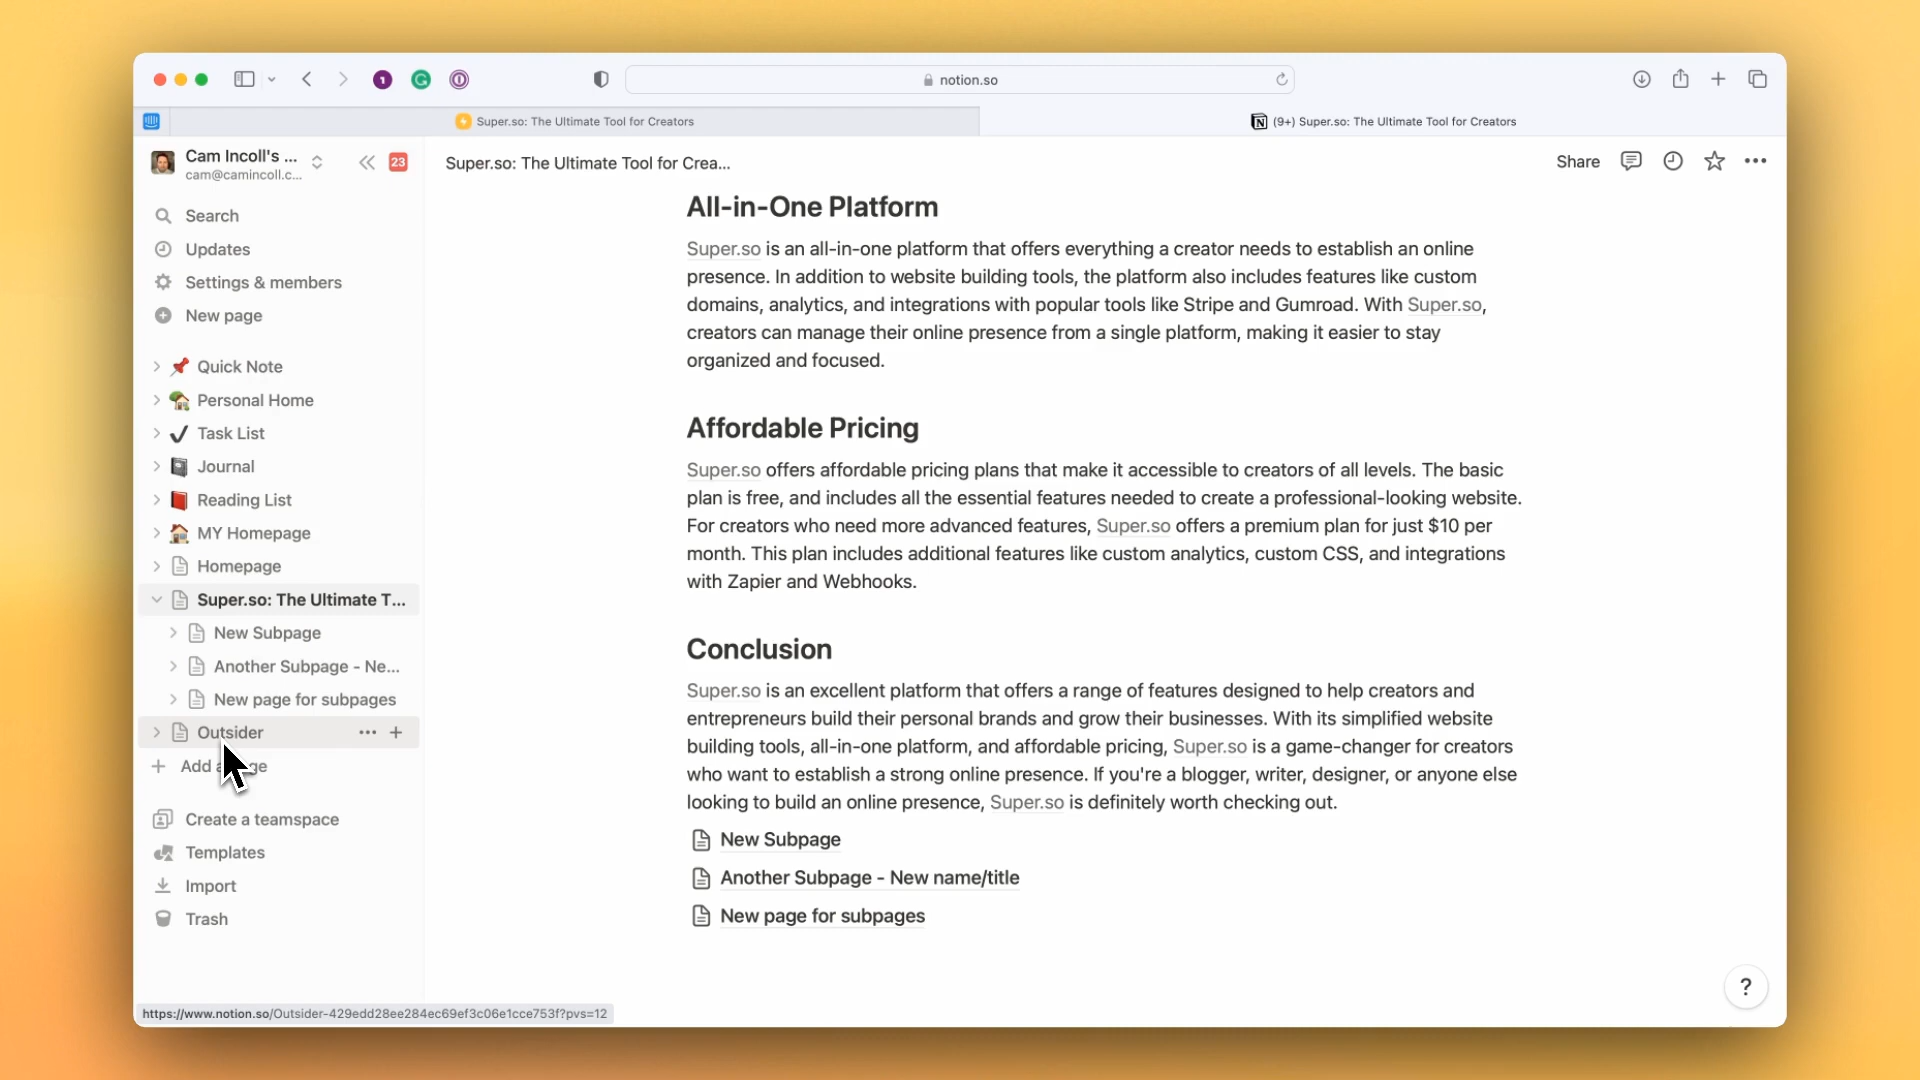 notion.so
Super.so: The Ultimate Tool for Creators
(9+) Super.so: The Ultimate Tool for Creators
Cam Incoll's ...
cam@camincoll.c...
23
Search
Updates
Settings & members
New page
Quick Note
Personal Home
Task List
Journal
Reading List
MY Homepage
Homepage
Super.so: The Ultimate T...
New Subpage
Another Subpage - Ne...
New page for subpages
Outsider
Create a teamspace
Templates
Import
Trash
https://www.notion.so/Outsider-429edd28ee284ec69ef3c06e1cce753f?pvs=12
Super.so: The Ultimate Tool for Crea...
Share
All-in-One Platform
Super.so is an all-in-one platform that offers everything a creator needs to establish an online
presence. In addition to website building tools, the platform also includes features like custom
domains, analytics, and integrations with popular tools like Stripe and Gumroad. With Super.so,
creators can manage their online presence from a single platform, making it easier to stay
organized and focused.
Affordable Pricing
Super.so offers affordable pricing plans that make it accessible to creators of all levels. The basic
plan is free, and includes all the essential features needed to create a professional-looking website.
For creators who need more advanced features, Super.so offers a premium plan for just $10 per
month. This plan includes additional features like custom analytics, custom CSS, and integrations
with Zapier and Webhooks.
Conclusion
Super.so is an excellent platform that offers a range of features designed to help creators and
entrepreneurs build their personal brands and grow their businesses. With its simplified website
building tools, all-in-one platform, and affordable pricing, Super.so is a game-changer for creators
who want to establish a strong online presence. If you're a blogger, writer, designer, or anyone else
looking to build an online presence, Super.so is definitely worth checking out.
New Subpage
Another Subpage - New name/title
New page for subpages
?